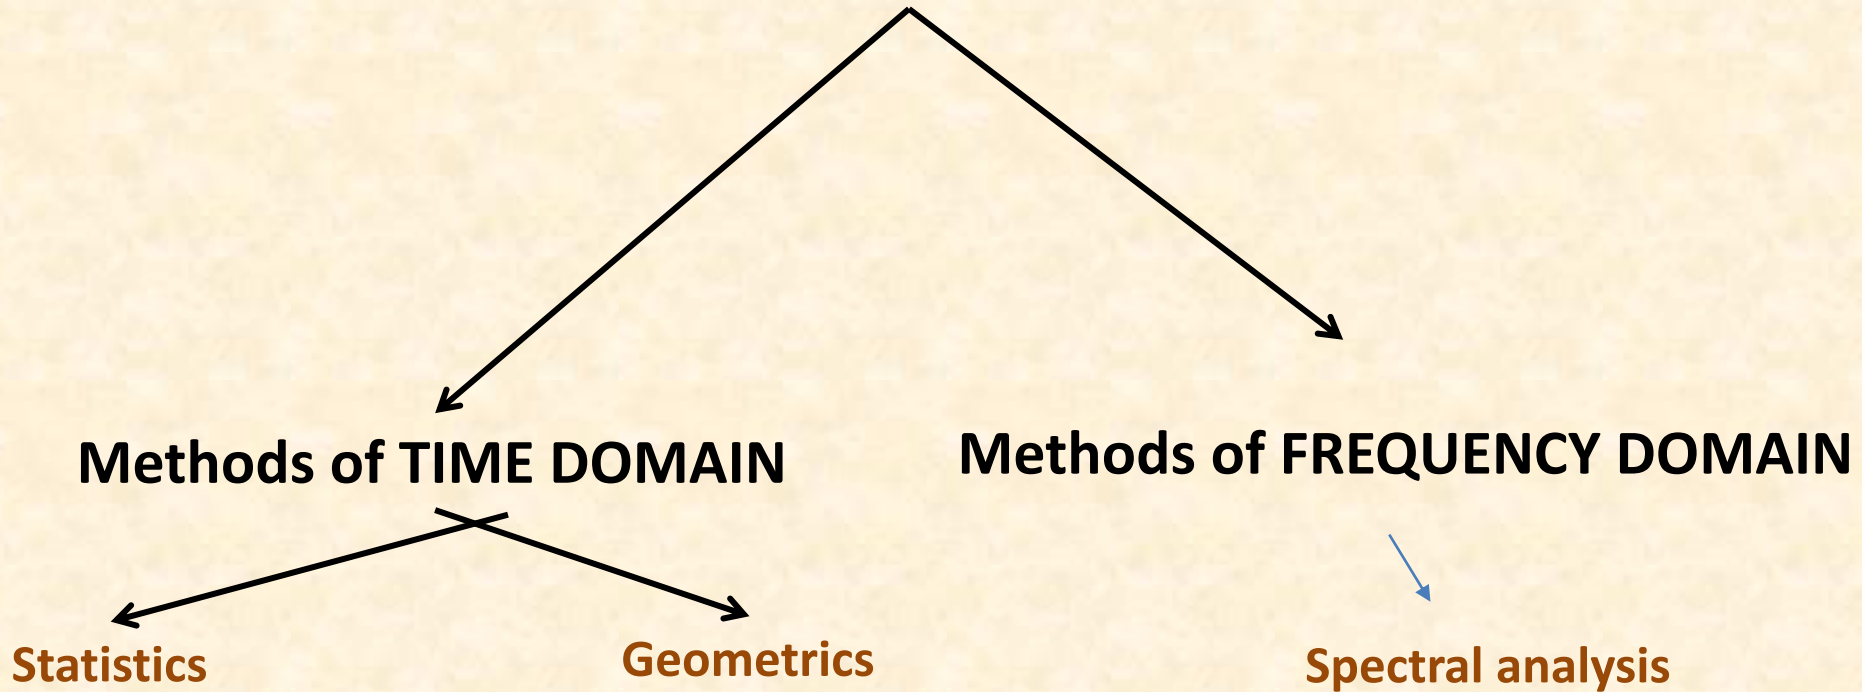 Methods of TIME DOMAIN
Methods of FREQUENCY DOMAIN
Statistics
Geometrics
Spectral analysis